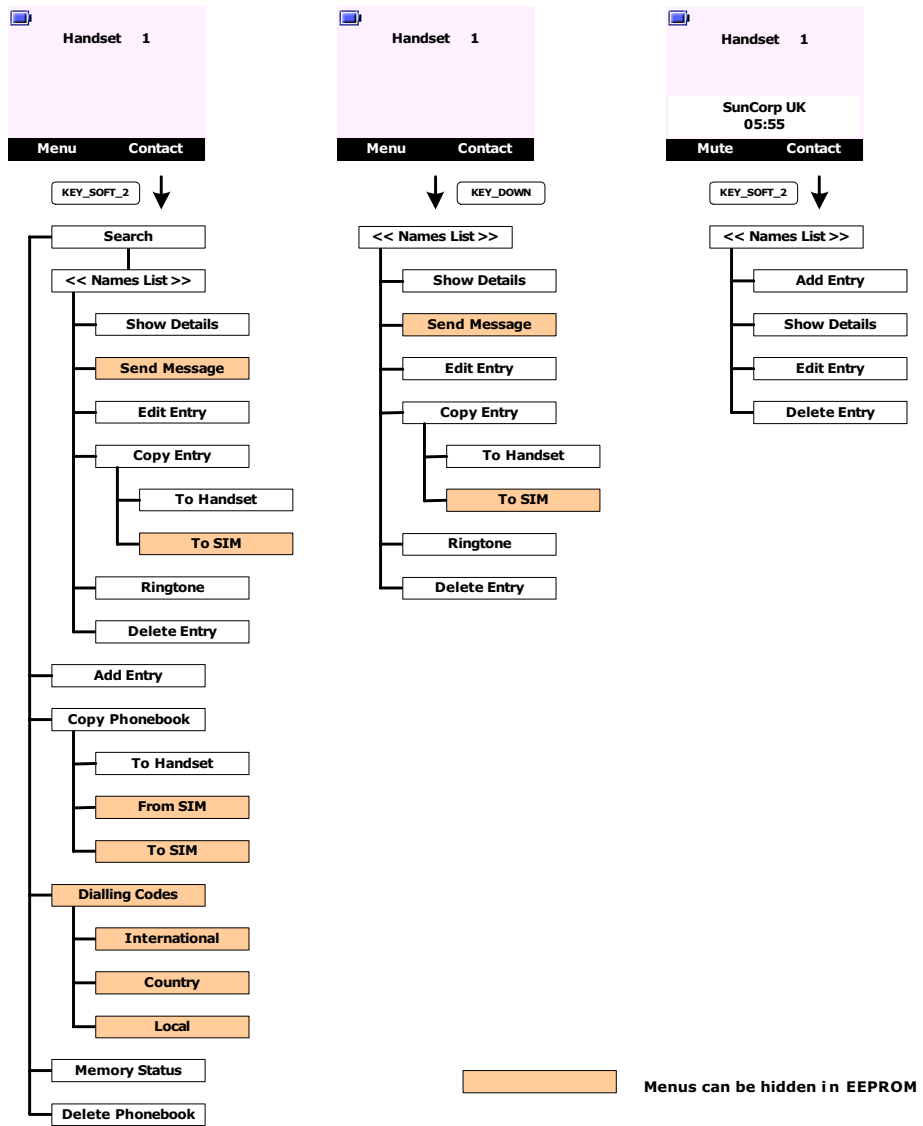 Handset 1
Menu Contact
KEY_SOFT_2
Search
<< Names List >>
Show Details
Send Message
Edit Entry
Copy Entry
To Handset
To SIM
Ringtone
Delete Entry
Add Entry
Copy Phonebook
To Handset
From SIM
To SIM
Dialling Codes
International
Country
Local
Memory Status
Delete Phonebook
Handset 1
Menu Contact
KEY_DOWN
<< Names List >>
Show Details
Send Message
Edit Entry
Copy Entry
To Handset
To SIM
Ringtone
Delete Entry
Handset 1
SunCorp UK
05:55
Mute Contact
KEY_SOFT_2
<< Names List >>
Add Entry
Show Details
Edit Entry
Delete Entry
Menus can be hidden in EEPROM